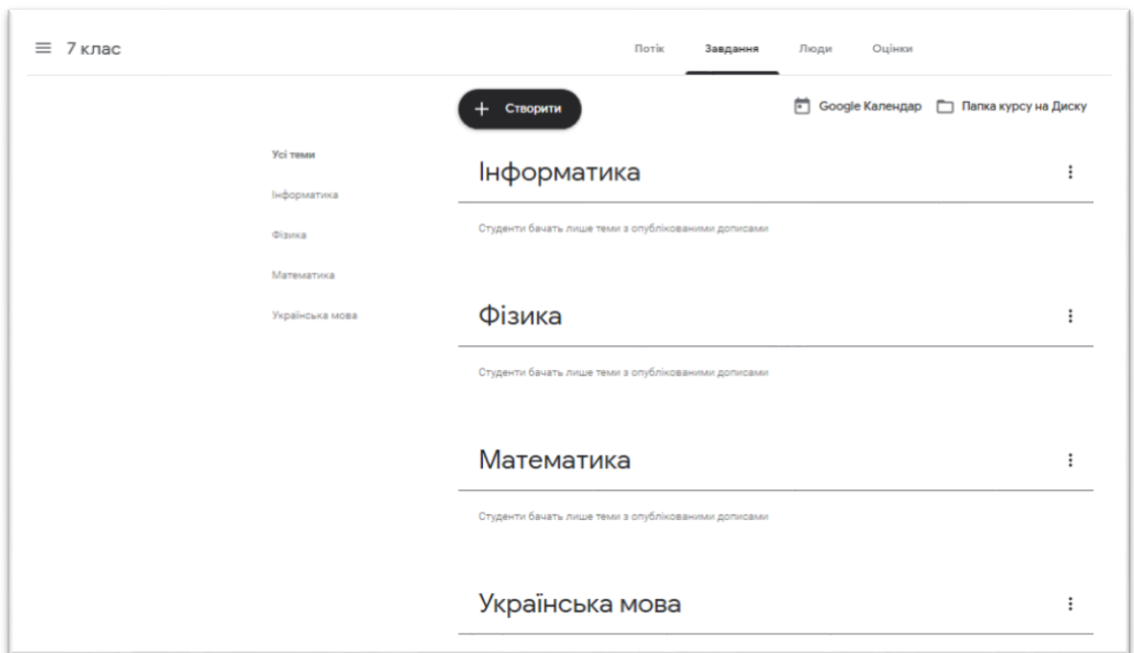 7 клас
Потік Завдання Люди Оцінки
Створити
Google Календар Папка курсу на Диску
Усі теми
Інформатика
Фізика
Математика
Українська мова
Інформатика
Студенти бачать лише теми з опублікованими дописами
Фізика
Студенти бачать лише теми з опублікованими дописами
Математика
Студенти бачать лише теми з опублікованими дописами
Українська мова